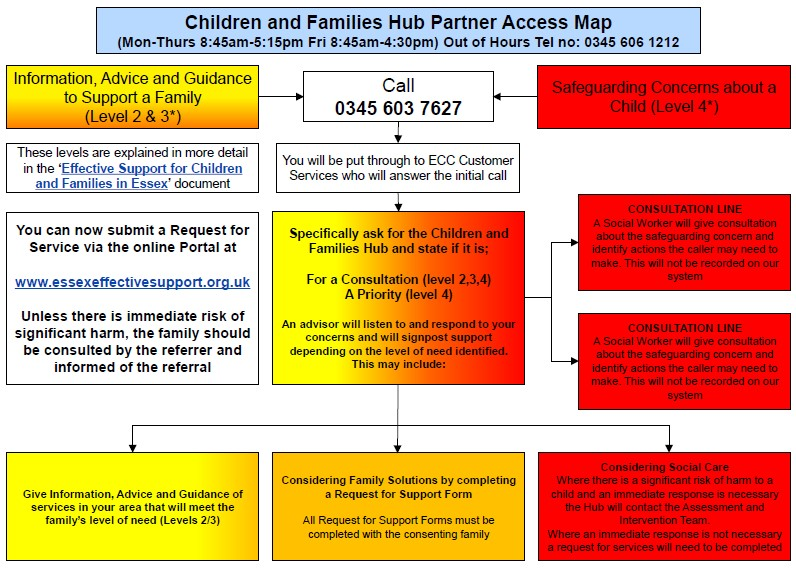 Children and Families Hub Partner Access Map
(Mon-Thurs 8:45am-5:15pm Fri 8:45am-4:30pm) Out of Hours Tel no: 0345 606 1212
Information, Advice and Guidance
to Support a Family
(Level 2 & 3*)
Call
0345 603 7627
Safeguarding Concerns about a
Child (Level 4*)
These levels are explained in more detail
in the ‘Effective Support for Children
and Families in Essex’ document
You will be put through to ECC Customer
Services who will answer the initial call
You can now submit a Request for
Service via the online Portal at
www.essexeffectivesupport.org.uk
Unless there is immediate risk of
significant harm, the family should
be consulted by the referrer and
informed of the referral
Specifically ask for the Children and
Families Hub and state if it is;
For a Consultation (level 2,3,4)
A Priority (level 4)
An advisor will listen to and respond to your
concerns and will signpost support
depending on the level of need identified.
This may include:
CONSULTATION LINE
A Social Worker will give consultation
about the safeguarding concern and
identify actions the caller may need to
make. This will not be recorded on our
system
CONSULTATION LINE
A Social Worker will give consultation
about the safeguarding concern and
identify actions the caller may need to
make. This will not be recorded on our
system
Give Information, Advice and Guidance of
services in your area that will meet the
family’s level of need (Levels 2/3)
Considering Family Solutions by completing
a Request for Support Form
All Request for Support Forms must be
completed with the consenting family
Considering Social Care
Where there is a significant risk of harm to a
child and an immediate response is necessary
the Hub will contact the Assessment and
Intervention Team.
Where an immediate response is not necessary
a request for services will need to be completed